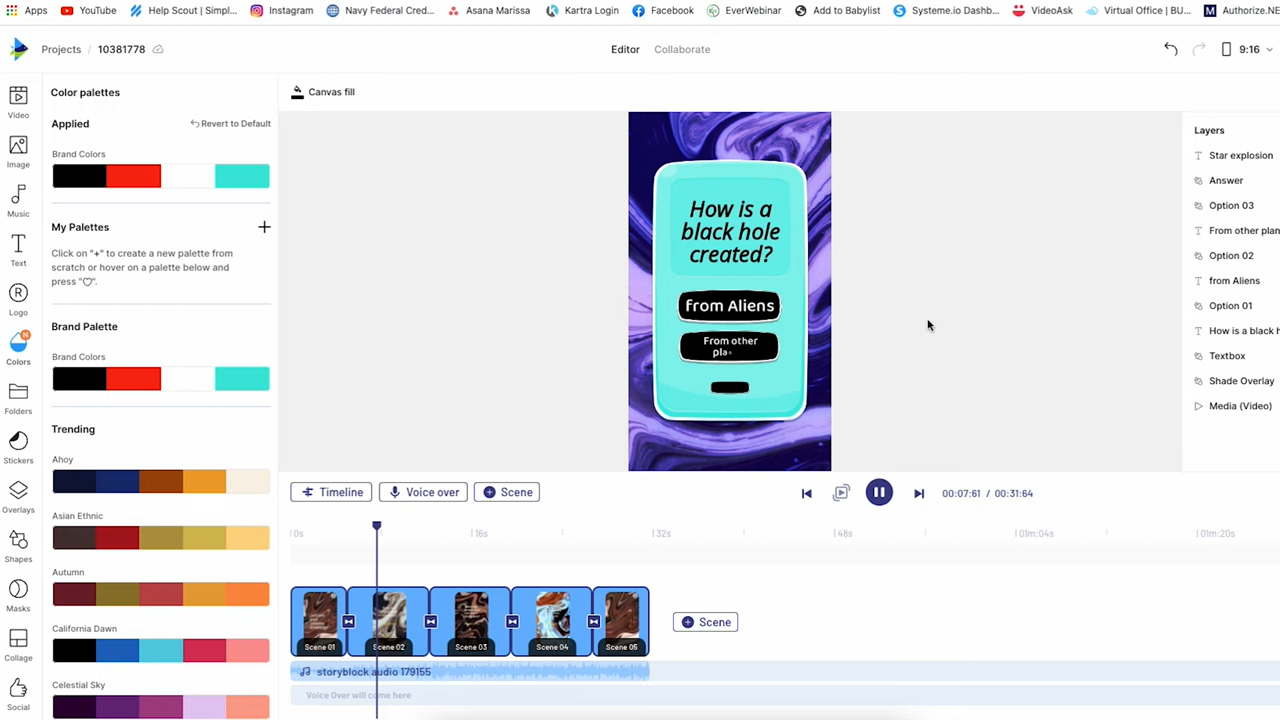 Apps
YouTube
Help Scout | Simpl...
Instagram
Navy Federal Cred...
Asana Marissa
Kartra Login
Facebook
EverWebinar
Add to Babylist
Systeme.io Dashb...
VideoAsk
Virtual Office | BU...
Authorize.NE
Projects / 10381778
Editor
Collaborate
9:16
Video
Image
Music
Text
Logo
Colors
N
Folders
Stickers
Overlays
Shapes
Masks
Collage
Social
Color palettes
Applied
Revert to Default
Brand Colors
My Palettes
Click on "+" to create a new palette from
scratch or hover on a palette below and
press "♡".
Brand Palette
Brand Colors
Trending
Ahoy
Asian Ethnic
Autumn
California Dawn
Celestial Sky
Canvas fill
How is a
black hole
created?
from Aliens
From other
pla
Layers
Star explosion
Answer
Option 03
From other plan
Option 02
from Aliens
Option 01
How is a black h
Textbox
Shade Overlay
Media (Video)
Timeline
Voice over
Scene
00:07:61 / 00:31:64
0s
16s
32s
48s
01m:04s
01m:20s
Scene 01
Scene 02
Scene 03
Scene 04
Scene 05
Scene
storyblock audio 179155
Voice Over will come here